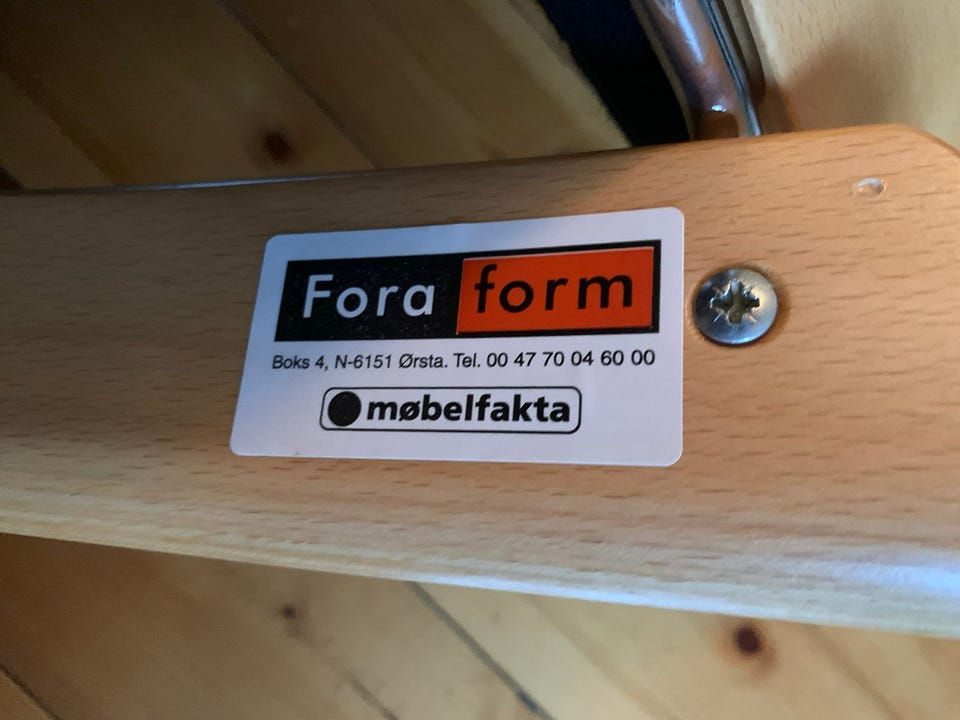 Fora form
Boks 4, N-6151 Ørsta. Tel. 00 47 70 04 60 00
møbelfakta